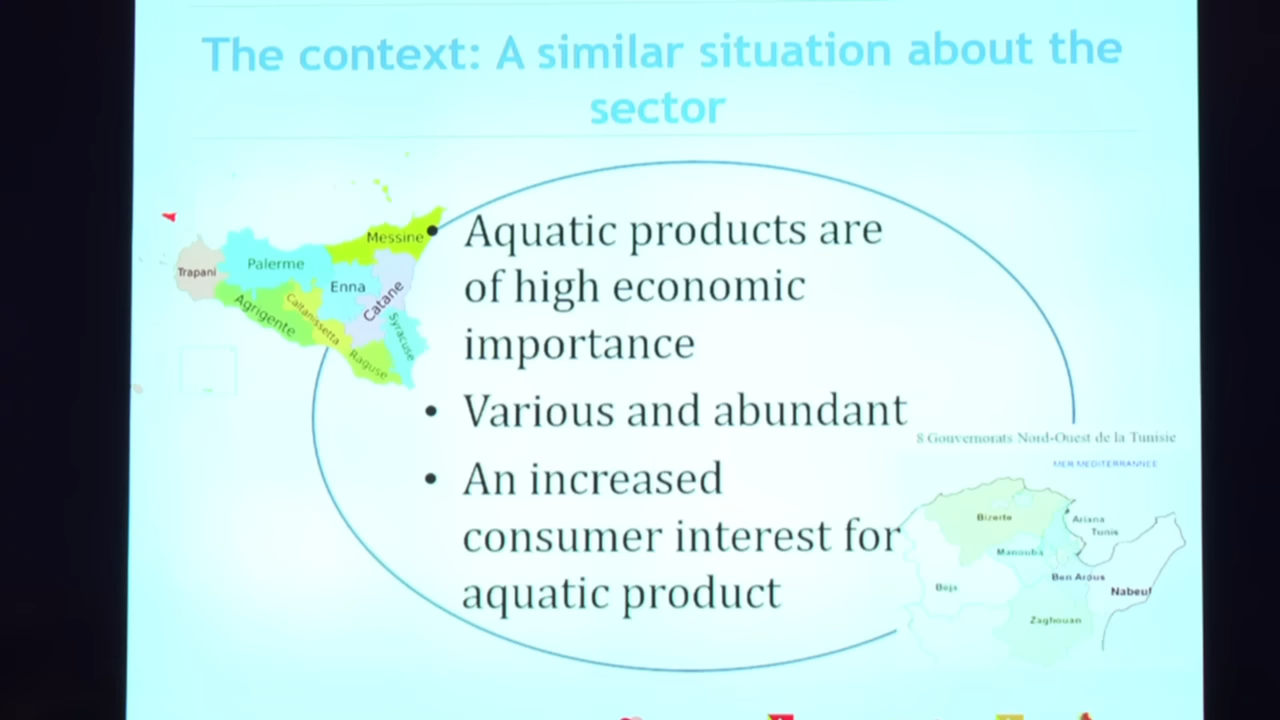 The context: A similar situation about the
sector
• Aquatic products are
of high economic
importance
• Various and abundant
• An increased
consumer interest for
aquatic product
Messine
Palerme
Trapani
Enna
Catane
Caltanissetta
Agrigente
Syracuse
Raguse
8 Gouvernorats Nord-Ouest de la Tunisie
MER MEDITERRANNEE
Bizerte
Ariana
Tunis
Manouba
Ben Arous
Beja
Nabeul
Zaghouan